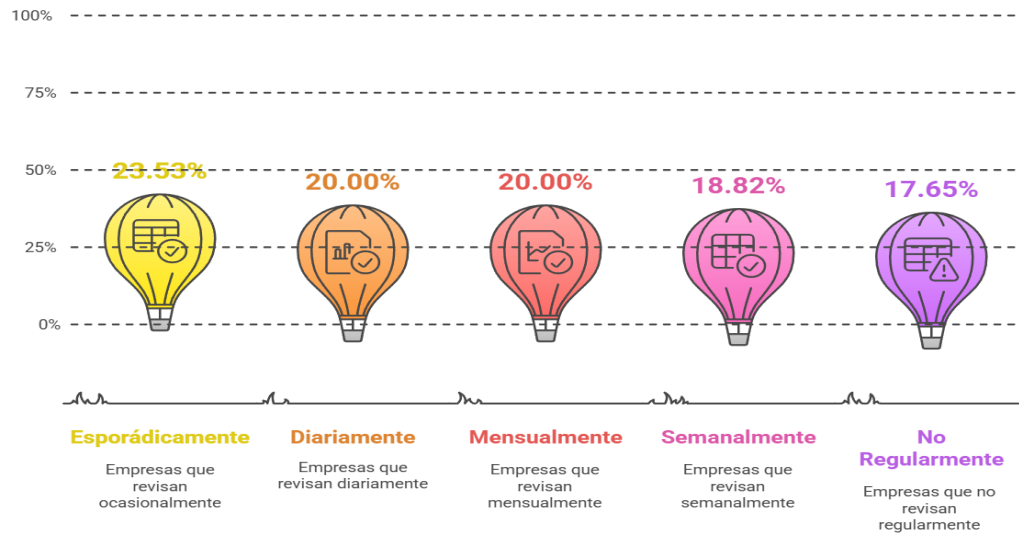 100%
75%
50%
25%
0%
23.53%
20.00%
20.00%
18.82%
17.65%
Esporádicamente
Empresas que
revisan
ocasionalmente
Diariamente
Empresas que
revisan diariamente
Mensualmente
Empresas que
revisan
mensualmente
Semanalmente
Empresas que
revisan
semanalmente
No
Regularmente
Empresas que no
revisan
regularmente